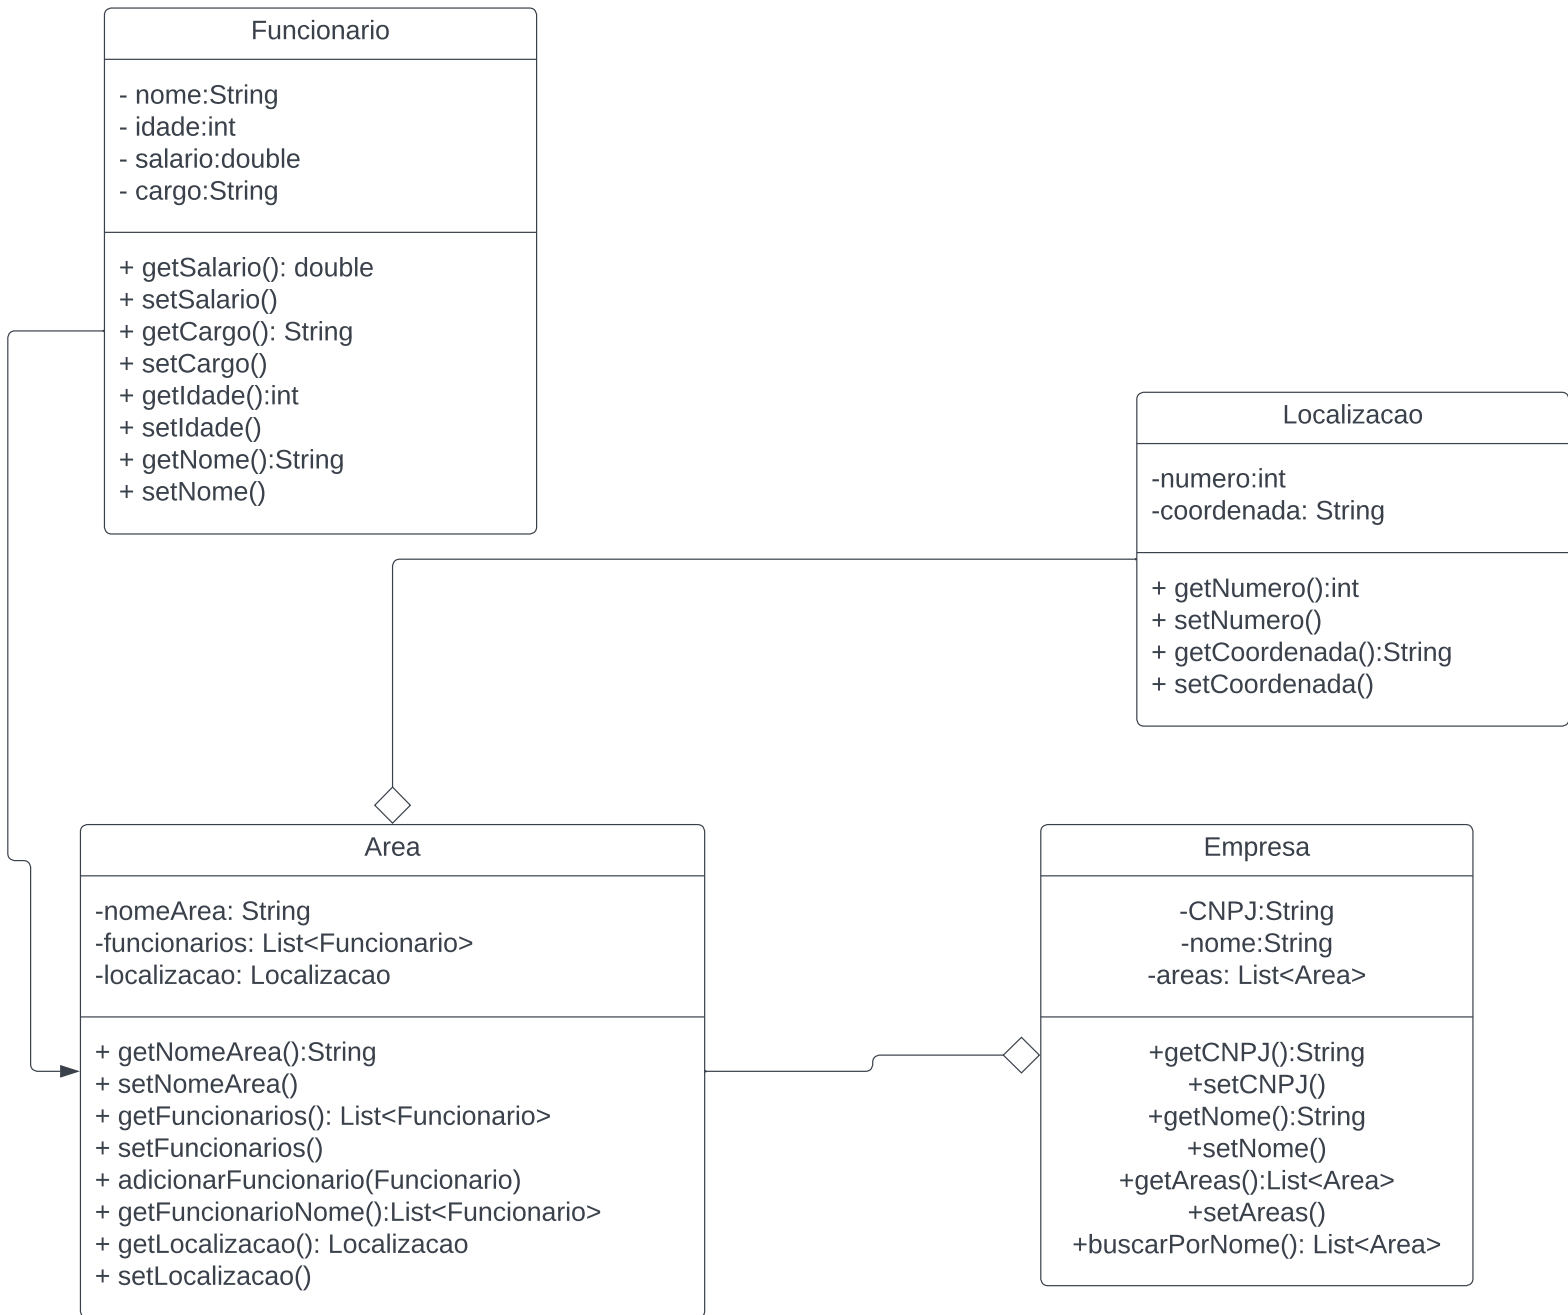 Funcionario
- nome:String
- idade:int
- salario:double
- cargo:String
+ getSalario(): double
+ setSalario()
+ getCargo(): String
+ setCargo()
+ getIdade():int
+ setIdade()
+ getNome():String
+ setNome()
Localizacao
-numero:int
-coordenada: String
+ getNumero():int
+ setNumero()
+ getCoordenada():String
+ setCoordenada()
Area
-nomeArea: String
-funcionarios: List<Funcionario>
-localizacao: Localizacao
+ getNomeArea():String
+ setNomeArea()
+ getFuncionarios(): List<Funcionario>
+ setFuncionarios()
+ adicionarFuncionario(Funcionario)
+ getFuncionarioNome():List<Funcionario>
+ getLocalizacao(): Localizacao
+ setLocalizacao()
Empresa
-CNPJ:String
-nome:String
-areas: List<Area>
+getCNPJ():String
+setCNPJ()
+getNome():String
+setNome()
+getAreas():List<Area>
+setAreas()
+buscarPorNome(): List<Area>